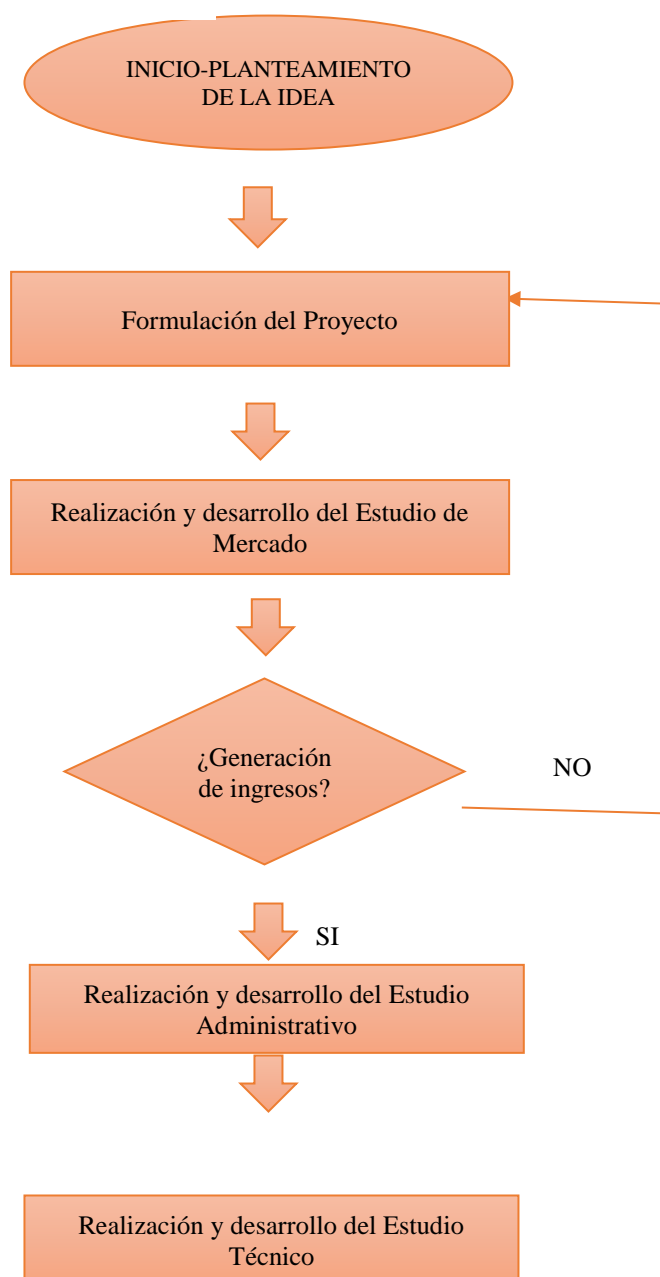 INICIO-PLANTEAMIENTO
DE LA IDEA
Formulación del Proyecto
Realización y desarrollo del Estudio de
Mercado
¿Generación
de ingresos?
NO
SI
Realización y desarrollo del Estudio
Administrativo
Realización y desarrollo del Estudio
Técnico